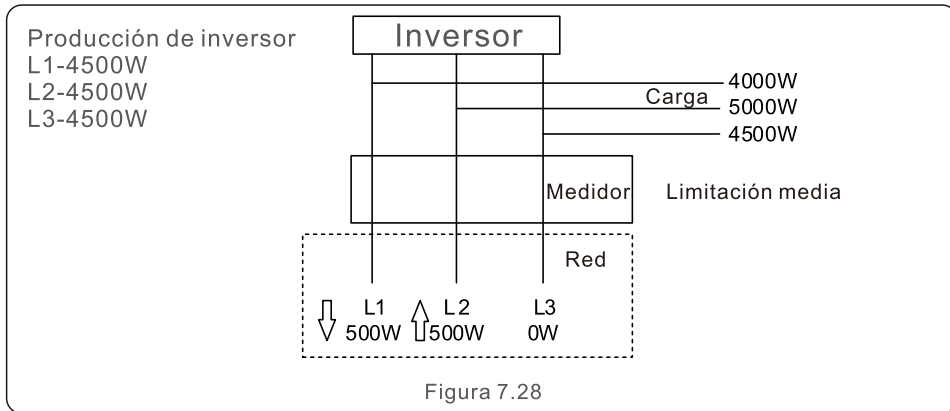 Producción de inversor
L1-4500W
L2-4500W
L3-4500W
Inversor
Carga
4000W
5000W
4500W
Medidor
Limitación media
Red
L1 L2 L3
500W 500W 0W
Figura 7.28